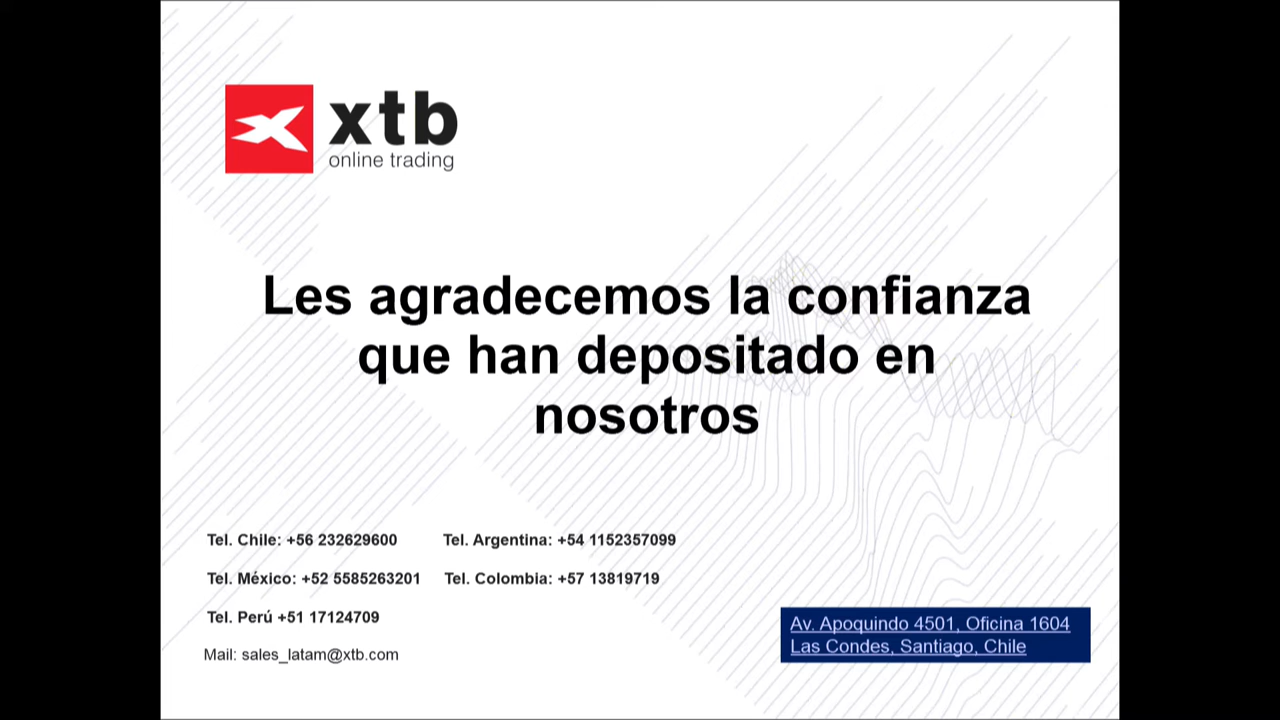 xtb
online trading
Les agradecemos la confianza
que han depositado en
nosotros
Tel. Chile: +56 232629600 Tel. Argentina: +54 1152357099
Tel. México: +52 5585263201 Tel. Colombia: +57 13819719
Tel. Perú +51 17124709
Mail: sales_latam@xtb.com
Av. Apoquindo 4501, Oficina 1604
Las Condes, Santiago, Chile